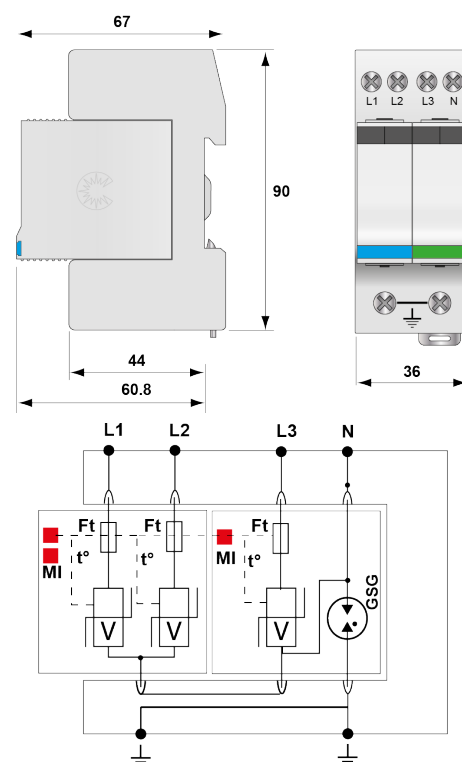 67
90
44
60.8
L1 L2 L3 N
36
L1 L2 L3 N
Ft Ft Ft
MI t° t° MI t°
V V V
GSG